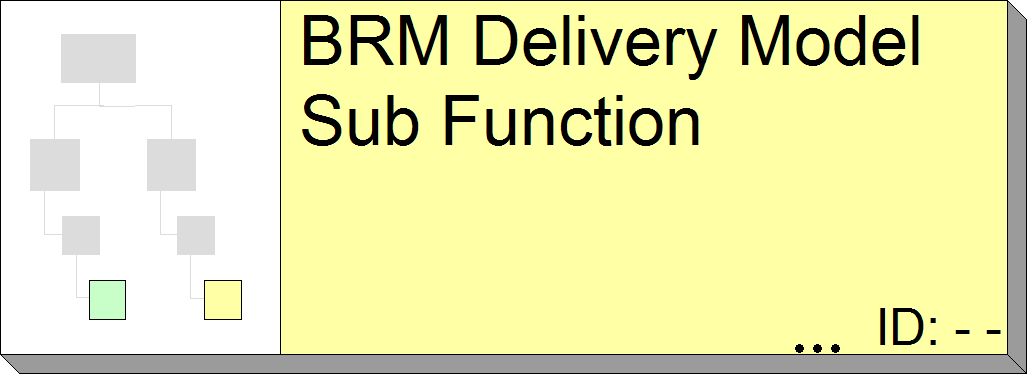 BRM Delivery Model
Sub Function
... ID: - -